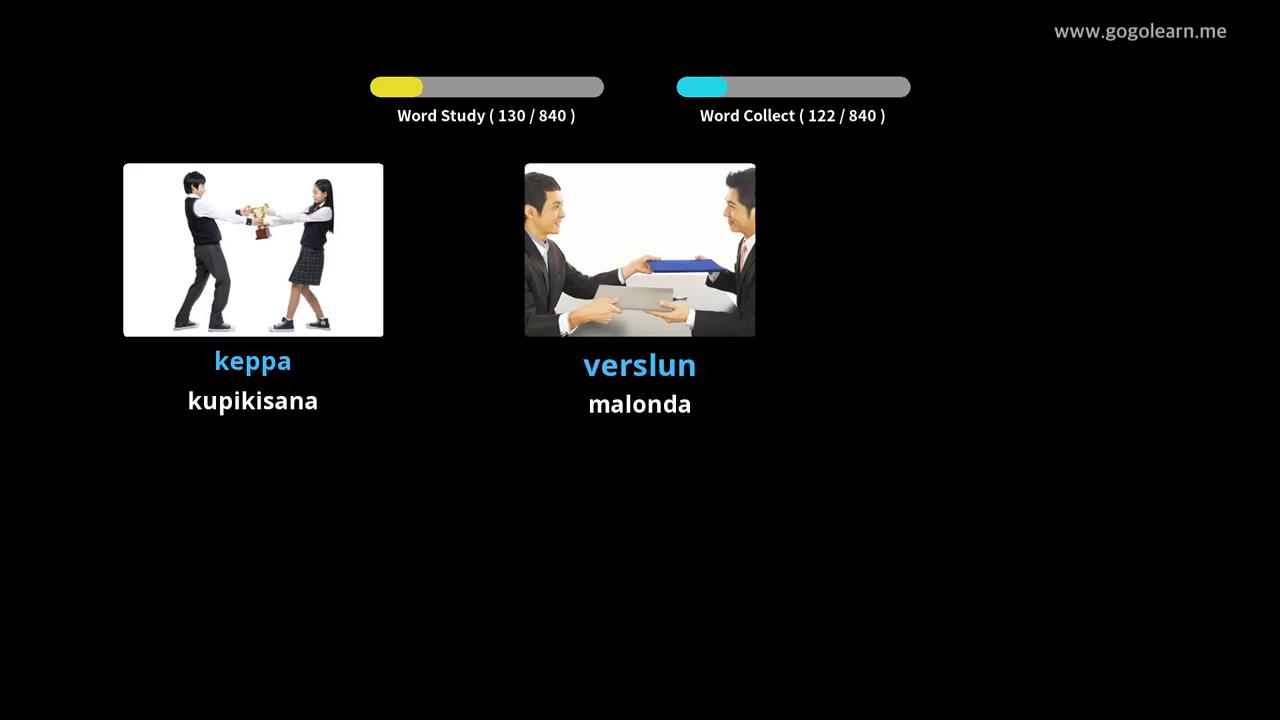 www.gogolearn.me
Word Study ( 130 / 840 )
Word Collect ( 122 / 840 )
keppa
kupikisana
verslun
malonda